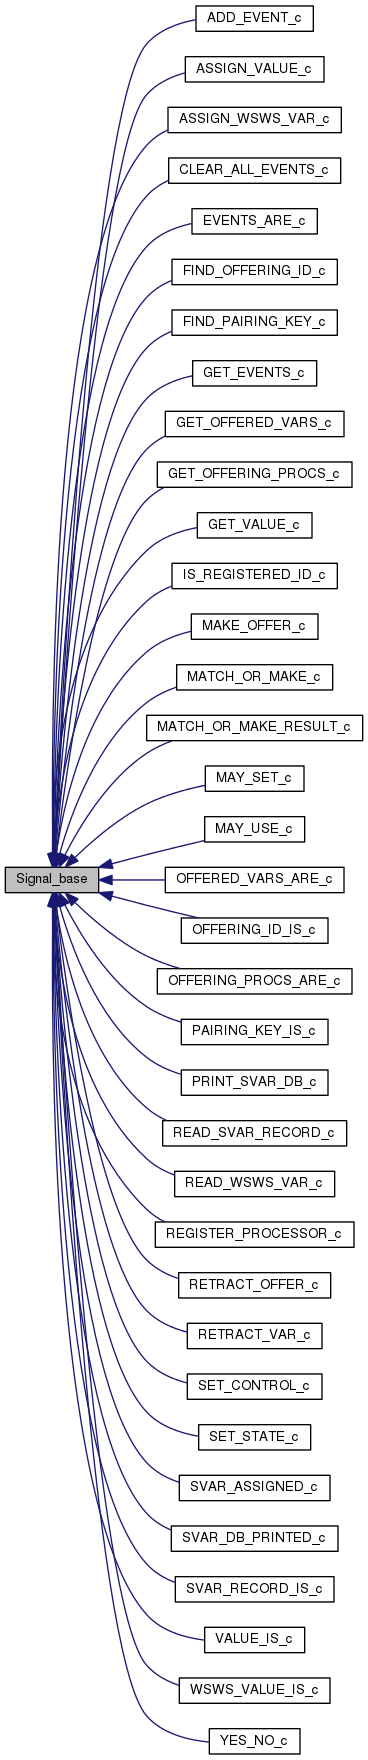 ADD_EVENT_c
ASSIGN_VALUE_c
ASSIGN_WSWS_VAR_c
CLEAR_ALL_EVENTS_c
EVENTS_ARE_c
FIND_OFFERING_ID_c
FIND_PAIRING_KEY_c
GET_EVENTS_c
GET_OFFERED_VARS_c
GET_OFFERING_PROCS_c
GET_VALUE_c
IS_REGISTERED_ID_c
MAKE_OFFER_c
MATCH_OR_MAKE_c
MATCH_OR_MAKE_RESULT_c
MAY_SET_c
MAY_USE_c
Signal_base
OFFERED_VARS_ARE_c
OFFERING_ID_IS_c
OFFERING_PROCS_ARE_c
PAIRING_KEY_IS_c
PRINT_SVAR_DB_c
READ_SVAR_RECORD_c
READ_WSWS_VAR_c
REGISTER_PROCESSOR_c
RETRACT_OFFER_c
RETRACT_VAR_c
SET_CONTROL_c
SET_STATE_c
SVAR_ASSIGNED_c
SVAR_DB_PRINTED_c
SVAR_RECORD_IS_c
VALUE_IS_c
WSWS_VALUE_IS_c
YES_NO_c